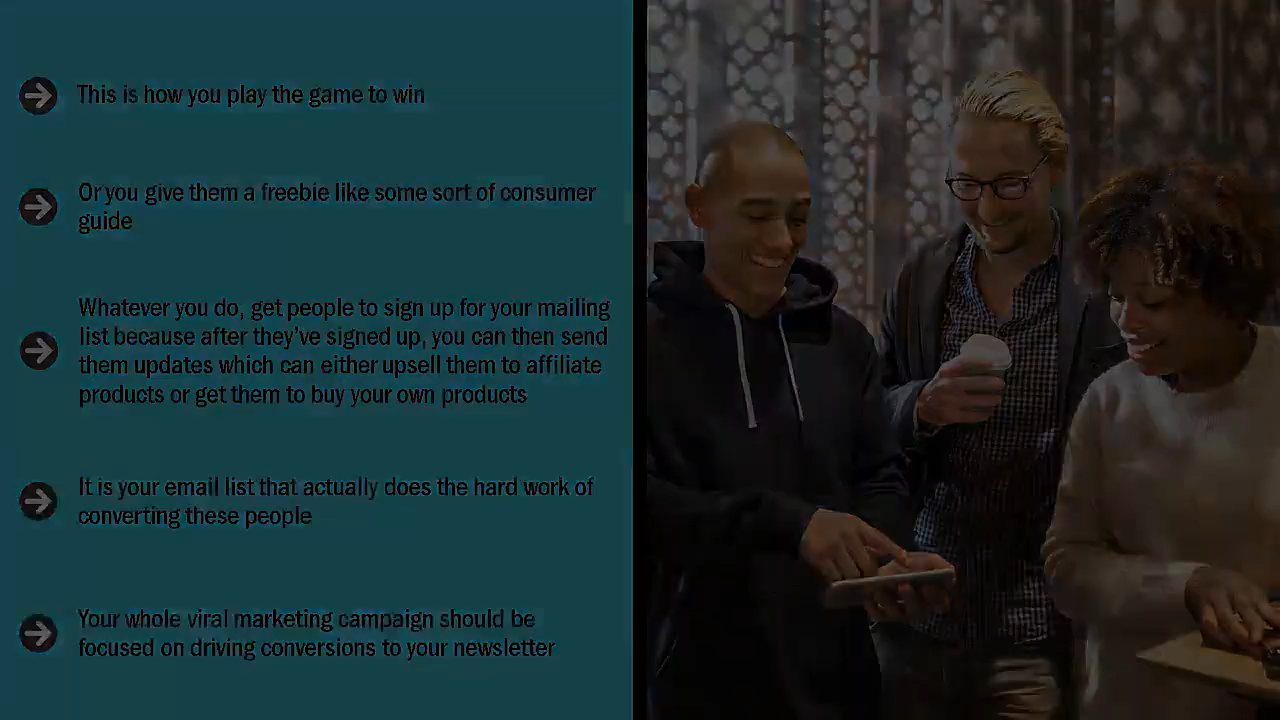 This is how you play the game to win
Or you give them a freebie like some sort of consumer
guide
Whatever you do, get people to sign up for your mailing
list because after they've signed up, you can then send
them updates which can either upsell them to affiliate
products or get them to buy your own products
It is your email list that actually does the hard work of
converting these people
Your whole viral marketing campaign should be
focused on driving conversions to your newsletter